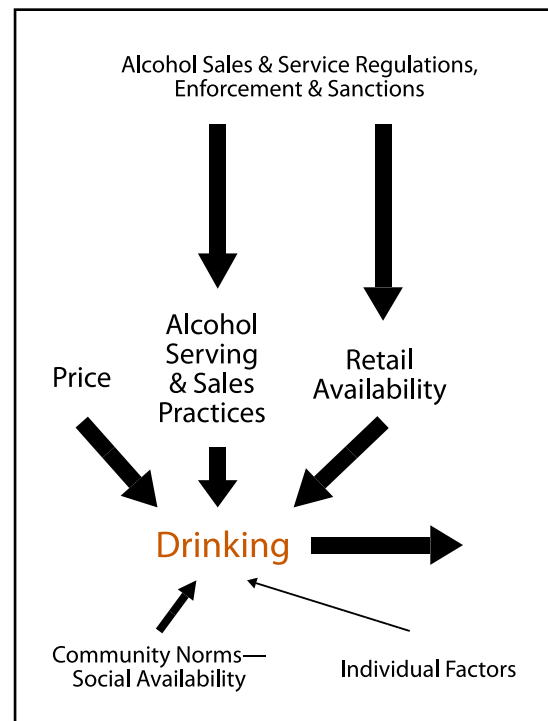 Alcohol Sales & Service Regulations,
Enforcement & Sanctions
Alcohol
Serving
& Sales
Practices
Retail
Availability
Price
Drinking
Community Norms—
Social Availability
Individual Factors